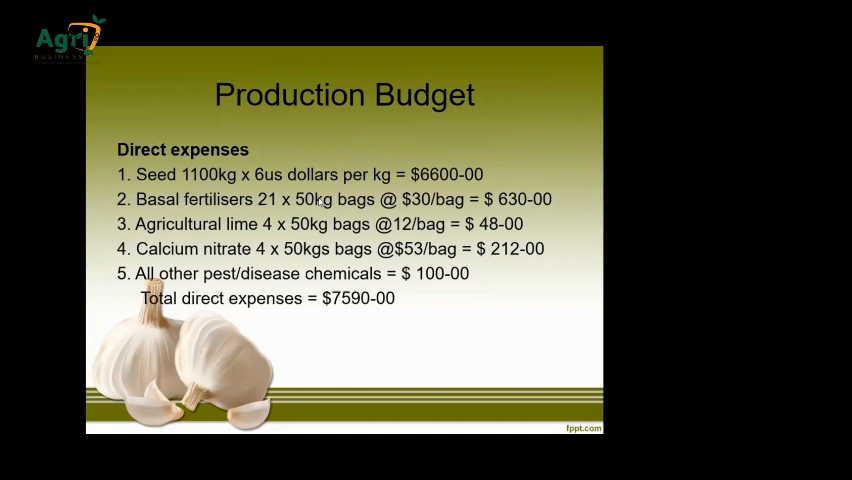 Agri
BUSINESS
Production Budget
Direct expenses
1. Seed 1100kg x 6us dollars per kg = $6600-00
2. Basal fertilisers 21 x 50kg bags @ $30/bag = $ 630-00
3. Agricultural lime 4 x 50kg bags @12/bag = $ 48-00
4. Calcium nitrate 4 x 50kgs bags @$53/bag = $ 212-00
5. All other pest/disease chemicals = $ 100-00
Total direct expenses = $7590-00
fppt.com